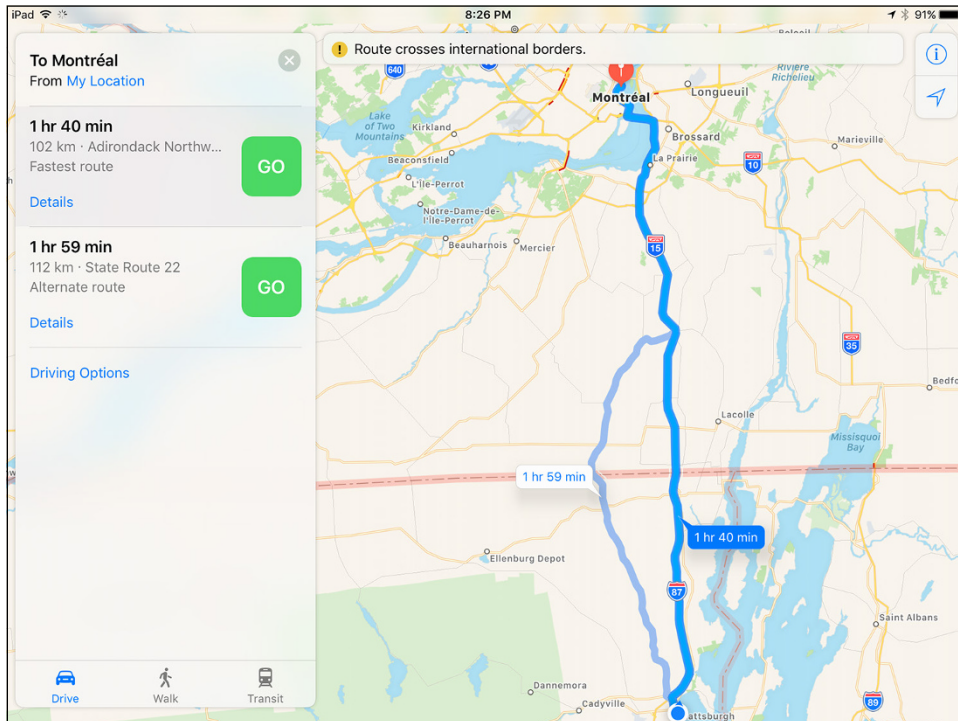 iPad
8:26 PM
91%
To Montréal
From My Location
1 hr 40 min
102 km · Adirondack Northw...
Fastest route
GO
Details
1 hr 59 min
112 km · State Route 22
Alternate route
GO
Details
Driving Options
Drive
Walk
Transit
Route crosses international borders.
640
Rivière
Richelieu
Montréal
Longueuil
Lake
of Two
Mountains
Kirkland
Brossard
Marieville
Beaconsfield
La Prairie
10
L'Île-Perrot
Notre-Dame-de-
l'Île-Perrot
Beauharnois
Mercier
15
35
Bedfo
Lacolle
Missisquoi
Bay
1 hr 59 min
1 hr 40 min
Ellenburg Depot
87
Saint Albans
Dannemora
89
Cadyville
attsburgh